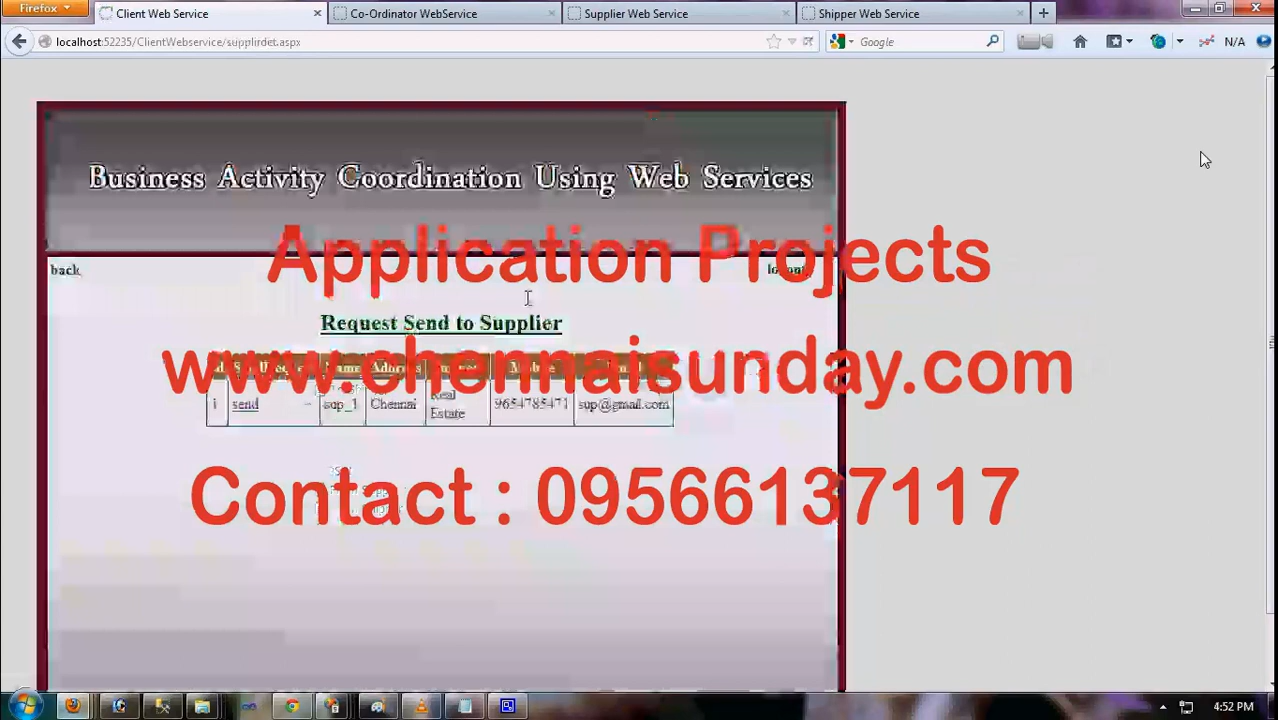 Firefox
Client Web Service
Co-Ordinator WebService
Supplier Web Service
Shipper Web Service
localhost:52235/ClientWebservice/supplirdet.aspx
Google
N/A
Business Activity Coordination Using Web Services
Application Projects
back
Request Send to Supplier
www.chennaisunday.com
1 send sup_1 Chennai Real Estate 9654785471 sup@gmail.com
Contact : 09566137117
4:52 PM